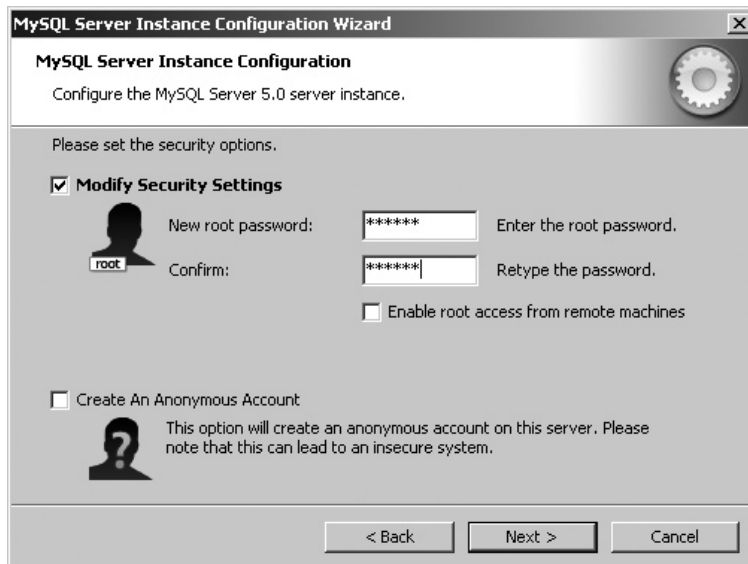 MySQL Server Instance Configuration Wizard
MySQL Server Instance Configuration
Configure the MySQL Server 5.0 server instance.
Please set the security options.
Modify Security Settings
New root password: ****** Enter the root password.
root
Confirm: ****** Retype the password.
Enable root access from remote machines
Create An Anonymous Account
This option will create an anonymous account on this server. Please
note that this can lead to an insecure system.
< Back Next > Cancel